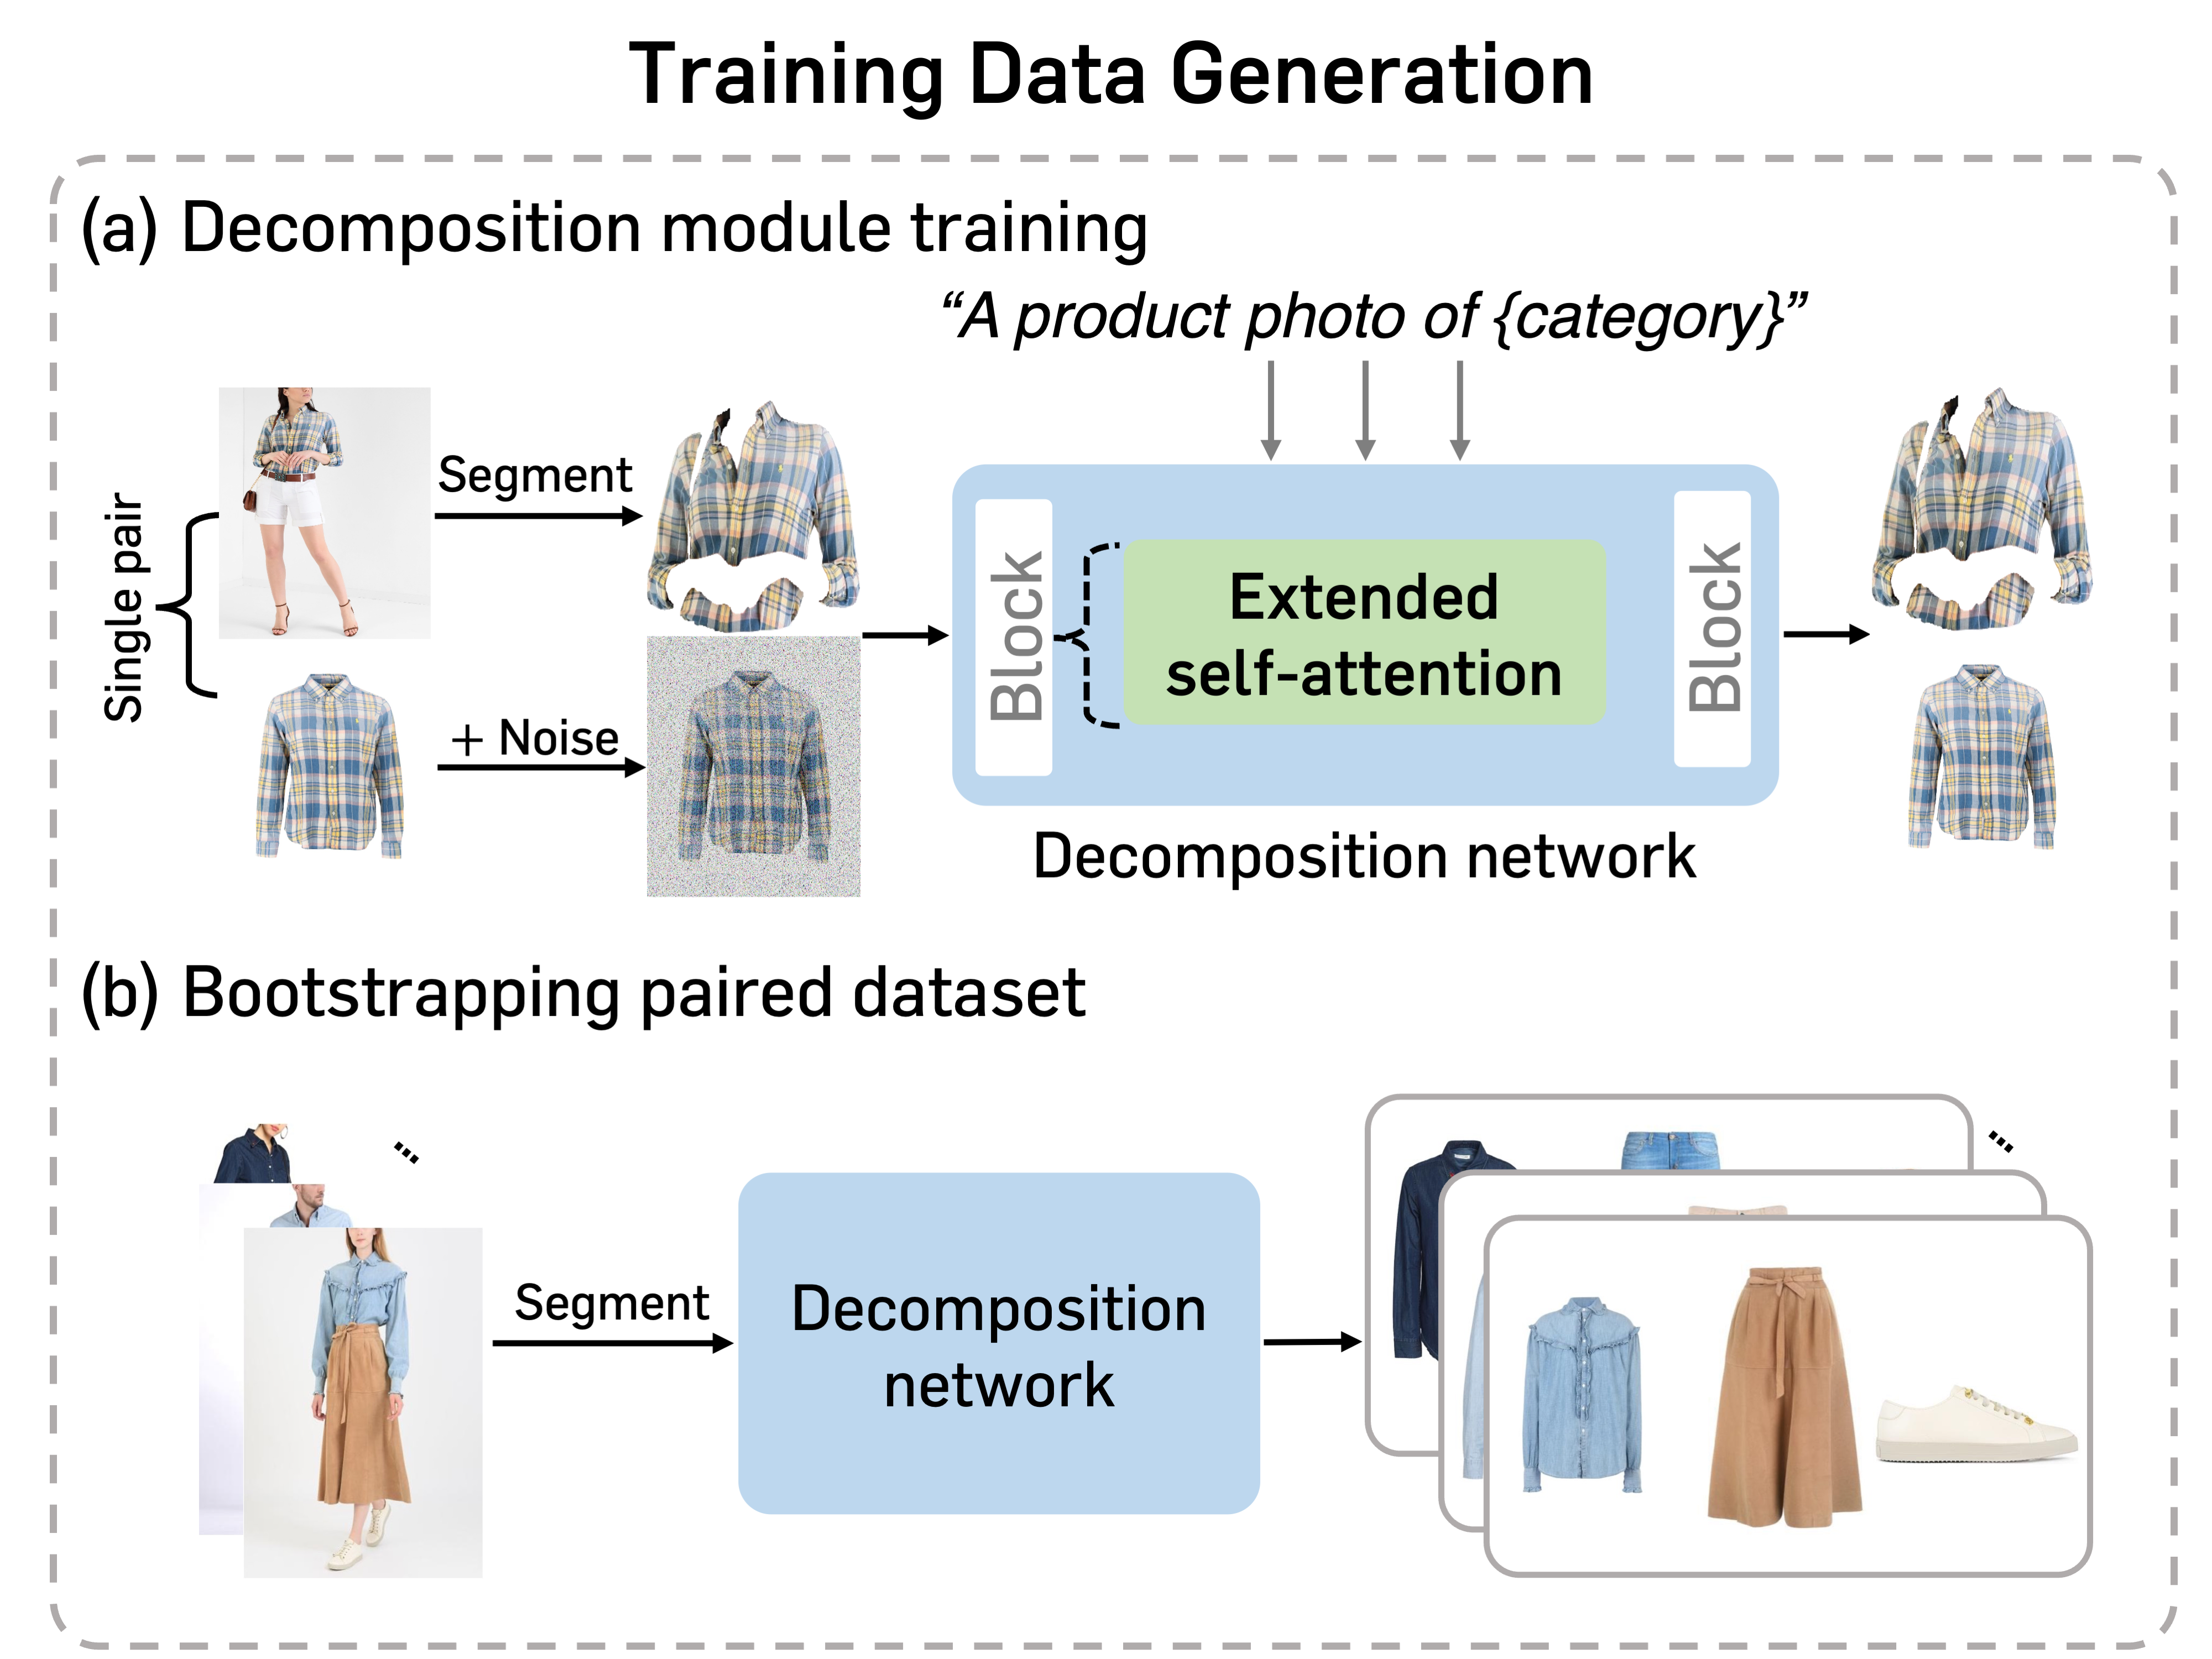 Training Data Generation
(a) Decomposition module training
“A product photo of {category}”
Single pair
Segment
+ Noise
Block
Extended
self-attention
Block
Decomposition network
(b) Bootstrapping paired dataset
...
Segment
Decomposition
network
...